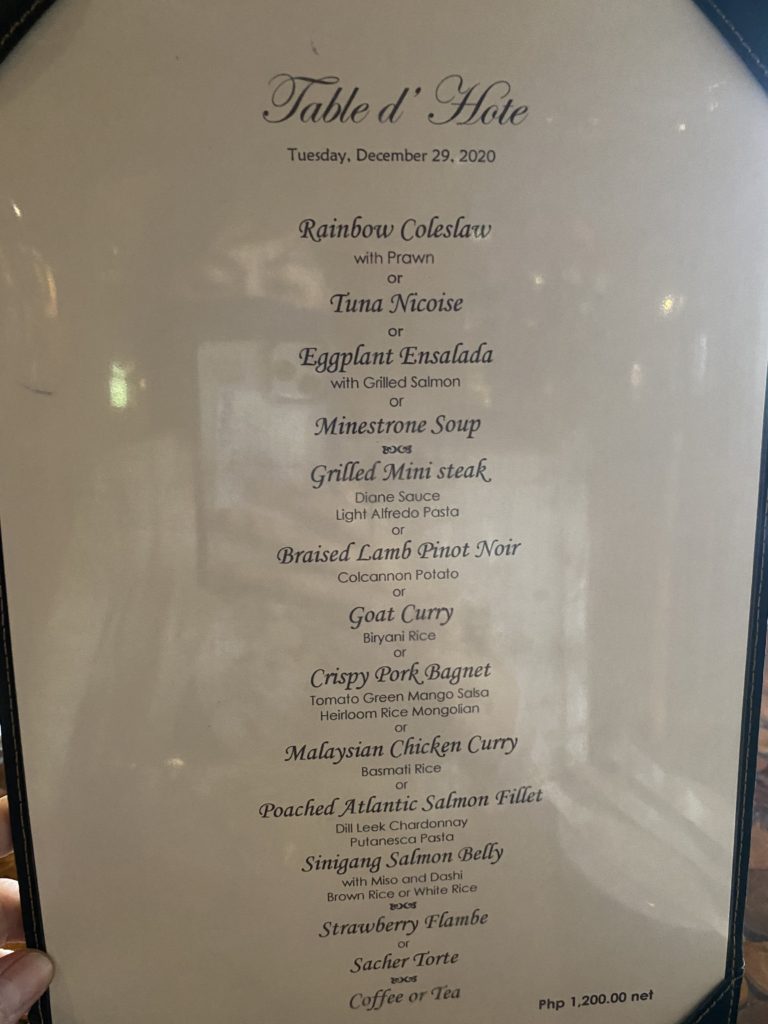 Table d' Hote
Tuesday, December 29, 2020
Rainbow Coleslaw
with Prawn
or
Tuna Nicoise
or
Eggplant Ensalada
with Grilled Salmon
or
Minestrone Soup
Grilled Mini steak
Diane Sauce
Light Alfredo Pasta
or
Braised Lamb Pinot Noir
Colcannon Potato
or
Goat Curry
Biryani Rice
or
Crispy Pork Bagnet
Tomato Green Mango Salsa
Heirloom Rice Mongolian
or
Malaysian Chicken Curry
Basmati Rice
or
Poached Atlantic Salmon Fillet
Dill Leek Chardonnay
Putanesca Pasta
Sinigang Salmon Belly
with Miso and Dashi
Brown Rice or White Rice
Strawberry Flambe
or
Sacher Torte
Coffee or Tea
Php 1,200.00 net